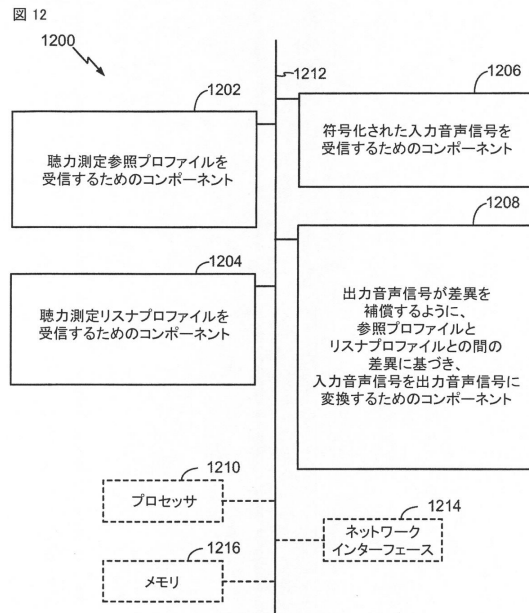 図 12
1200
1212
1202
聴力測定参照プロファイルを
受信するためのコンポーネント
1206
符号化された入力音声信号を
受信するためのコンポーネント
1204
聴力測定リスナプロファイルを
受信するためのコンポーネント
1208
出力音声信号が差異を
補償するように、
参照プロファイルと
リスナプロファイルとの間の
差異に基づき、
入力音声信号を出力音声信号に
変換するためのコンポーネント
1210
プロセッサ
1214
ネットワーク
インターフェース
1216
メモリ